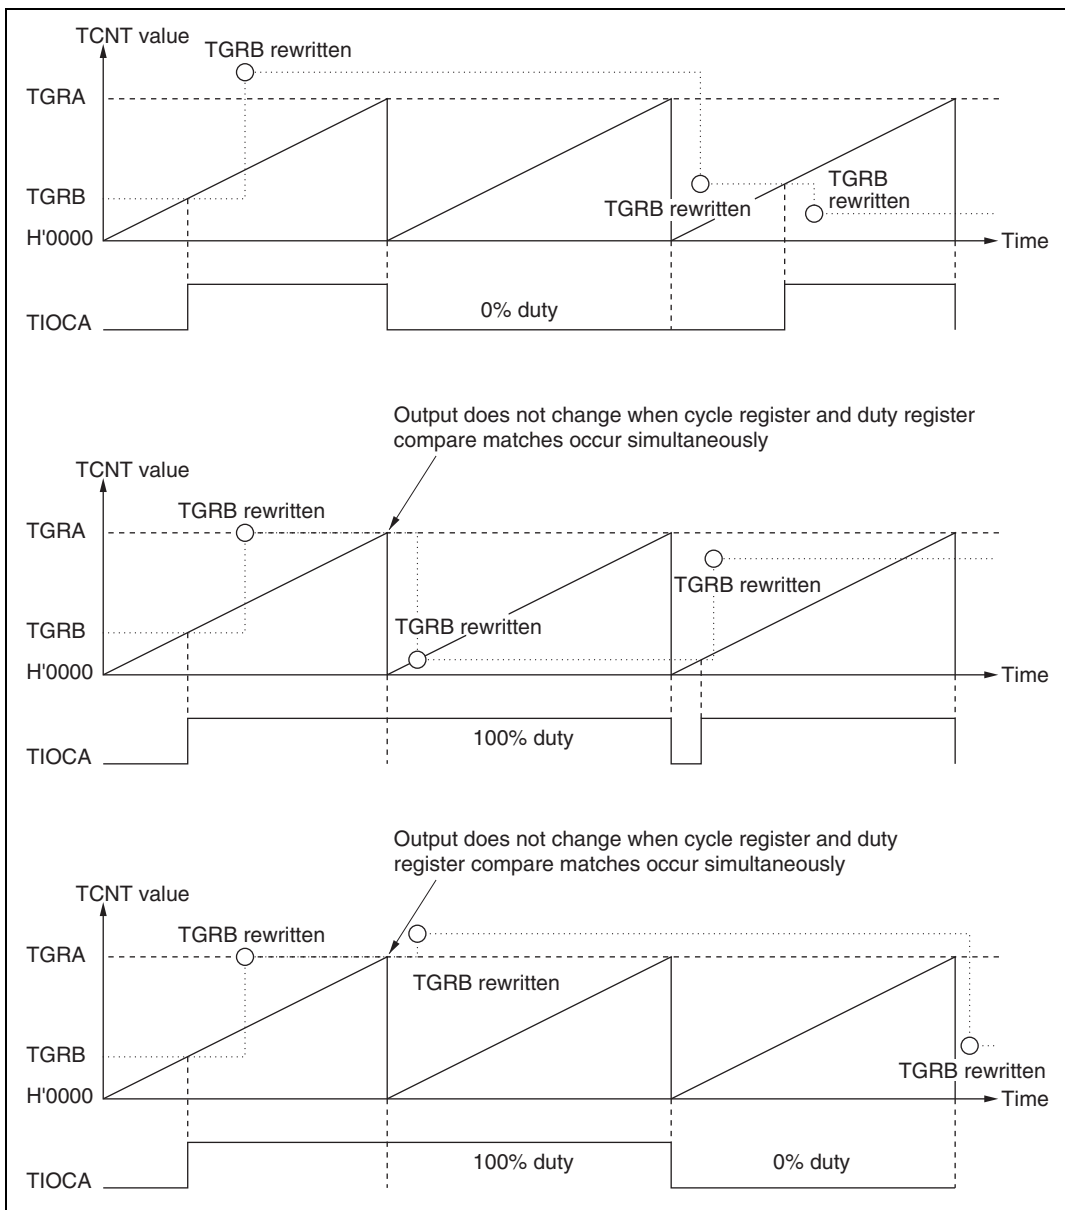 TCNT value
TGRB rewritten
TGRA
TGRB
TGRB rewritten
TGRB
rewritten
H'0000
Time
TIOCA
0% duty
Output does not change when cycle register and duty register
compare matches occur simultaneously
TCNT value
TGRB rewritten
TGRA
TGRB rewritten
TGRB
TGRB rewritten
H'0000
Time
TIOCA
100% duty
Output does not change when cycle register and duty
register compare matches occur simultaneously
TCNT value
TGRB rewritten
TGRA
TGRB rewritten
TGRB
TGRB rewritten
H'0000
Time
TIOCA
100% duty
0% duty